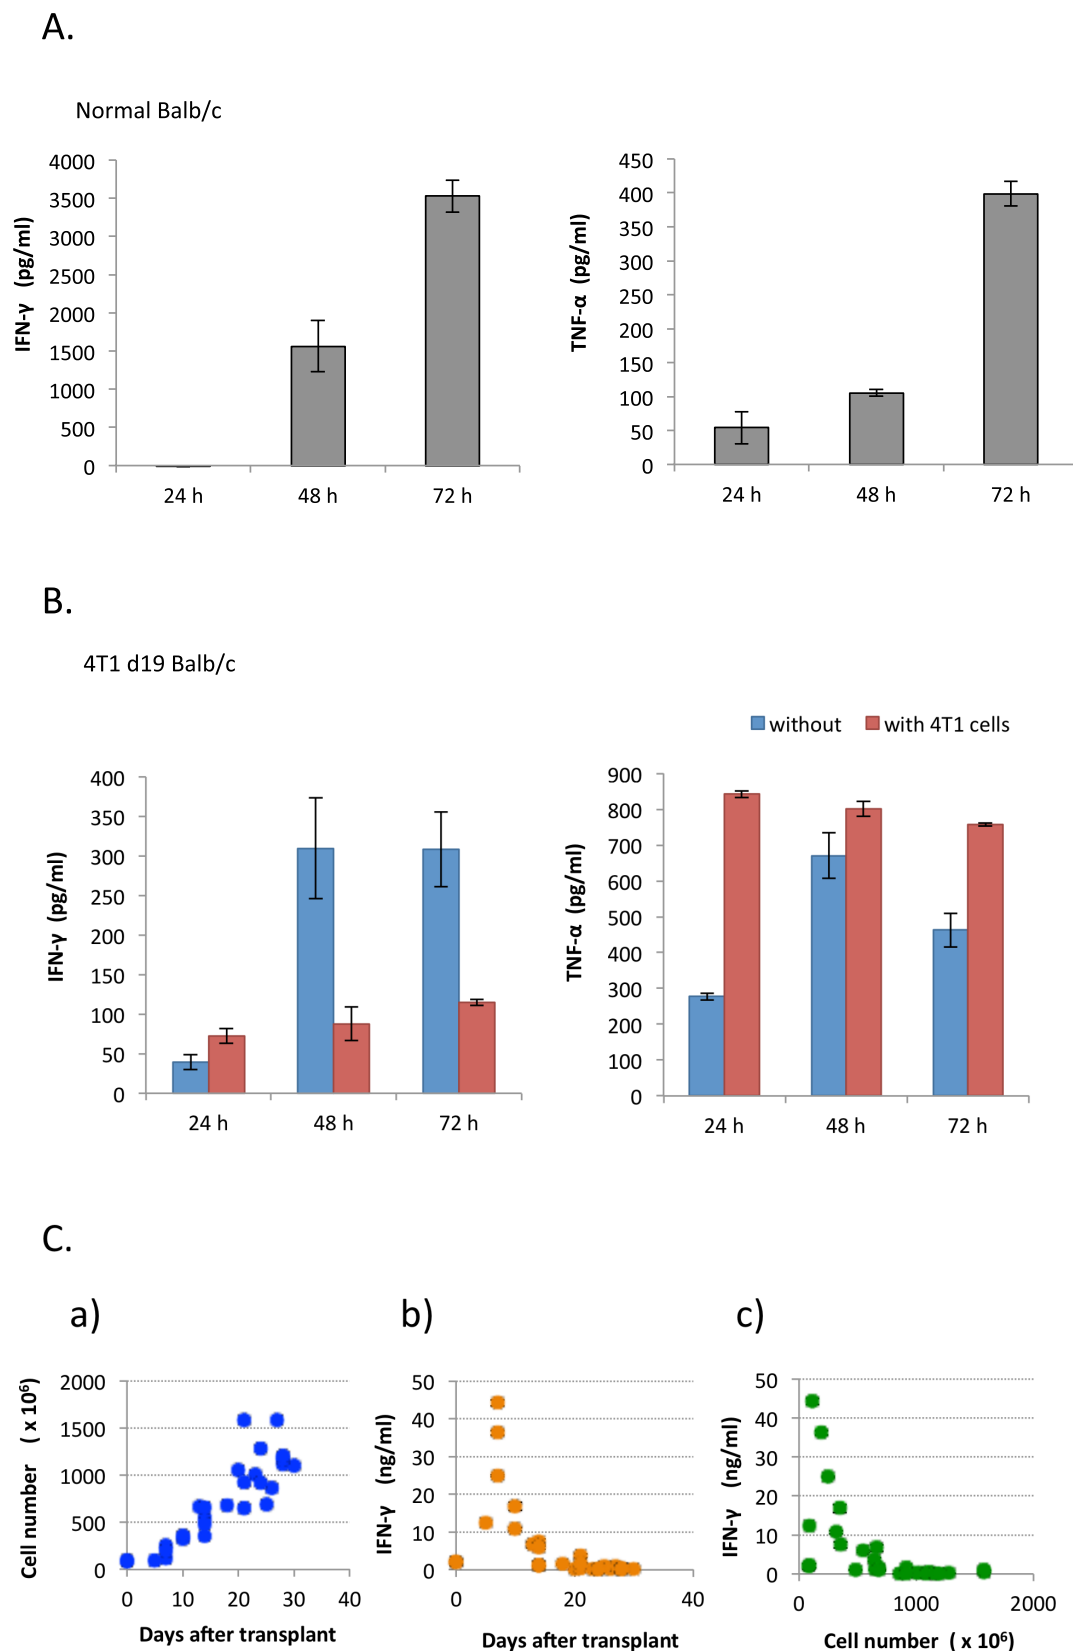 A.
Normal Balb/c
IFN-γ (pg/ml)
4000
3500
3000
2500
2000
1500
1000
500
0
24 h
48 h
72 h
TNF-α (pg/ml)
450
400
350
300
250
200
150
100
50
0
24 h
48 h
72 h
B.
4T1 d19 Balb/c
without
with 4T1 cells
IFN-γ (pg/ml)
400
350
300
250
200
150
100
50
0
24 h
48 h
72 h
TNF-α (pg/ml)
900
800
700
600
500
400
300
200
100
0
24 h
48 h
72 h
C.
a)
Cell number ( x 10⁶)
2000
1500
1000
500
0
0
10
20
30
40
Days after transplant
b)
IFN-γ (ng/ml)
50
40
30
20
10
0
0
20
40
Days after transplant
c)
IFN-γ (ng/ml)
50
40
30
20
10
0
0
1000
2000
Cell number ( x 10⁶)